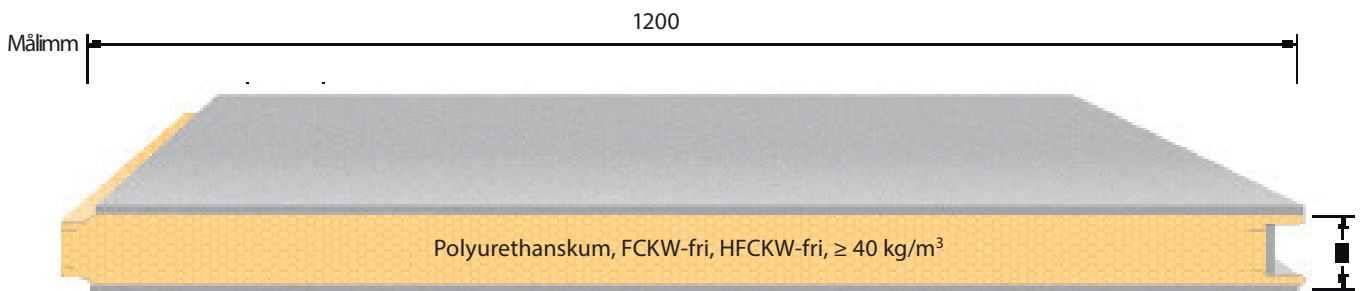 1200
Målimm
Polyurethanskum, FCKW-fri, HFCKW-fri, ≥ 40 kg/m³